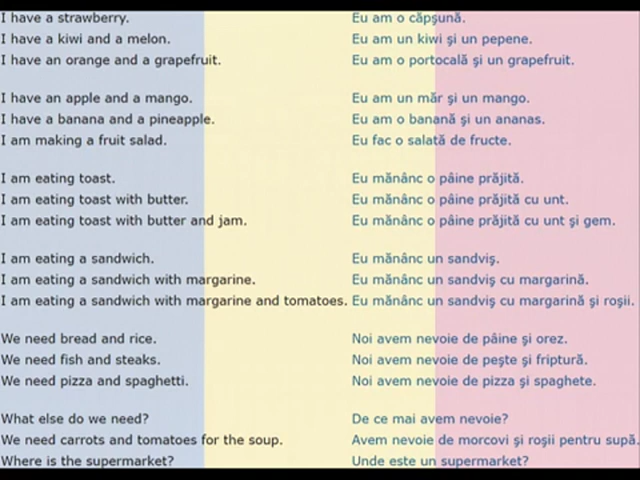 I have a strawberry. Eu am o căpşună.
I have a kiwi and a melon. Eu am un kiwi şi un pepene.
I have an orange and a grapefruit. Eu am o portocală şi un grapefruit.
I have an apple and a mango. Eu am un măr şi un mango.
I have a banana and a pineapple. Eu am o banană şi un ananas.
I am making a fruit salad. Eu fac o salată de fructe.
I am eating toast. Eu mănânc o pâine prăjită.
I am eating toast with butter. Eu mănânc o pâine prăjită cu unt.
I am eating toast with butter and jam. Eu mănânc o pâine prăjită cu unt şi gem.
I am eating a sandwich. Eu mănânc un sandviş.
I am eating a sandwich with margarine. Eu mănânc un sandviş cu margarină.
I am eating a sandwich with margarine and tomatoes. Eu mănânc un sandviş cu margarină şi roşii.
We need bread and rice. Noi avem nevoie de pâine şi orez.
We need fish and steaks. Noi avem nevoie de peşte şi friptură.
We need pizza and spaghetti. Noi avem nevoie de pizza şi spaghete.
What else do we need? De ce mai avem nevoie?
We need carrots and tomatoes for the soup. Avem nevoie de morcovi şi roşii pentru supă.
Where is the supermarket? Unde este un supermarket?